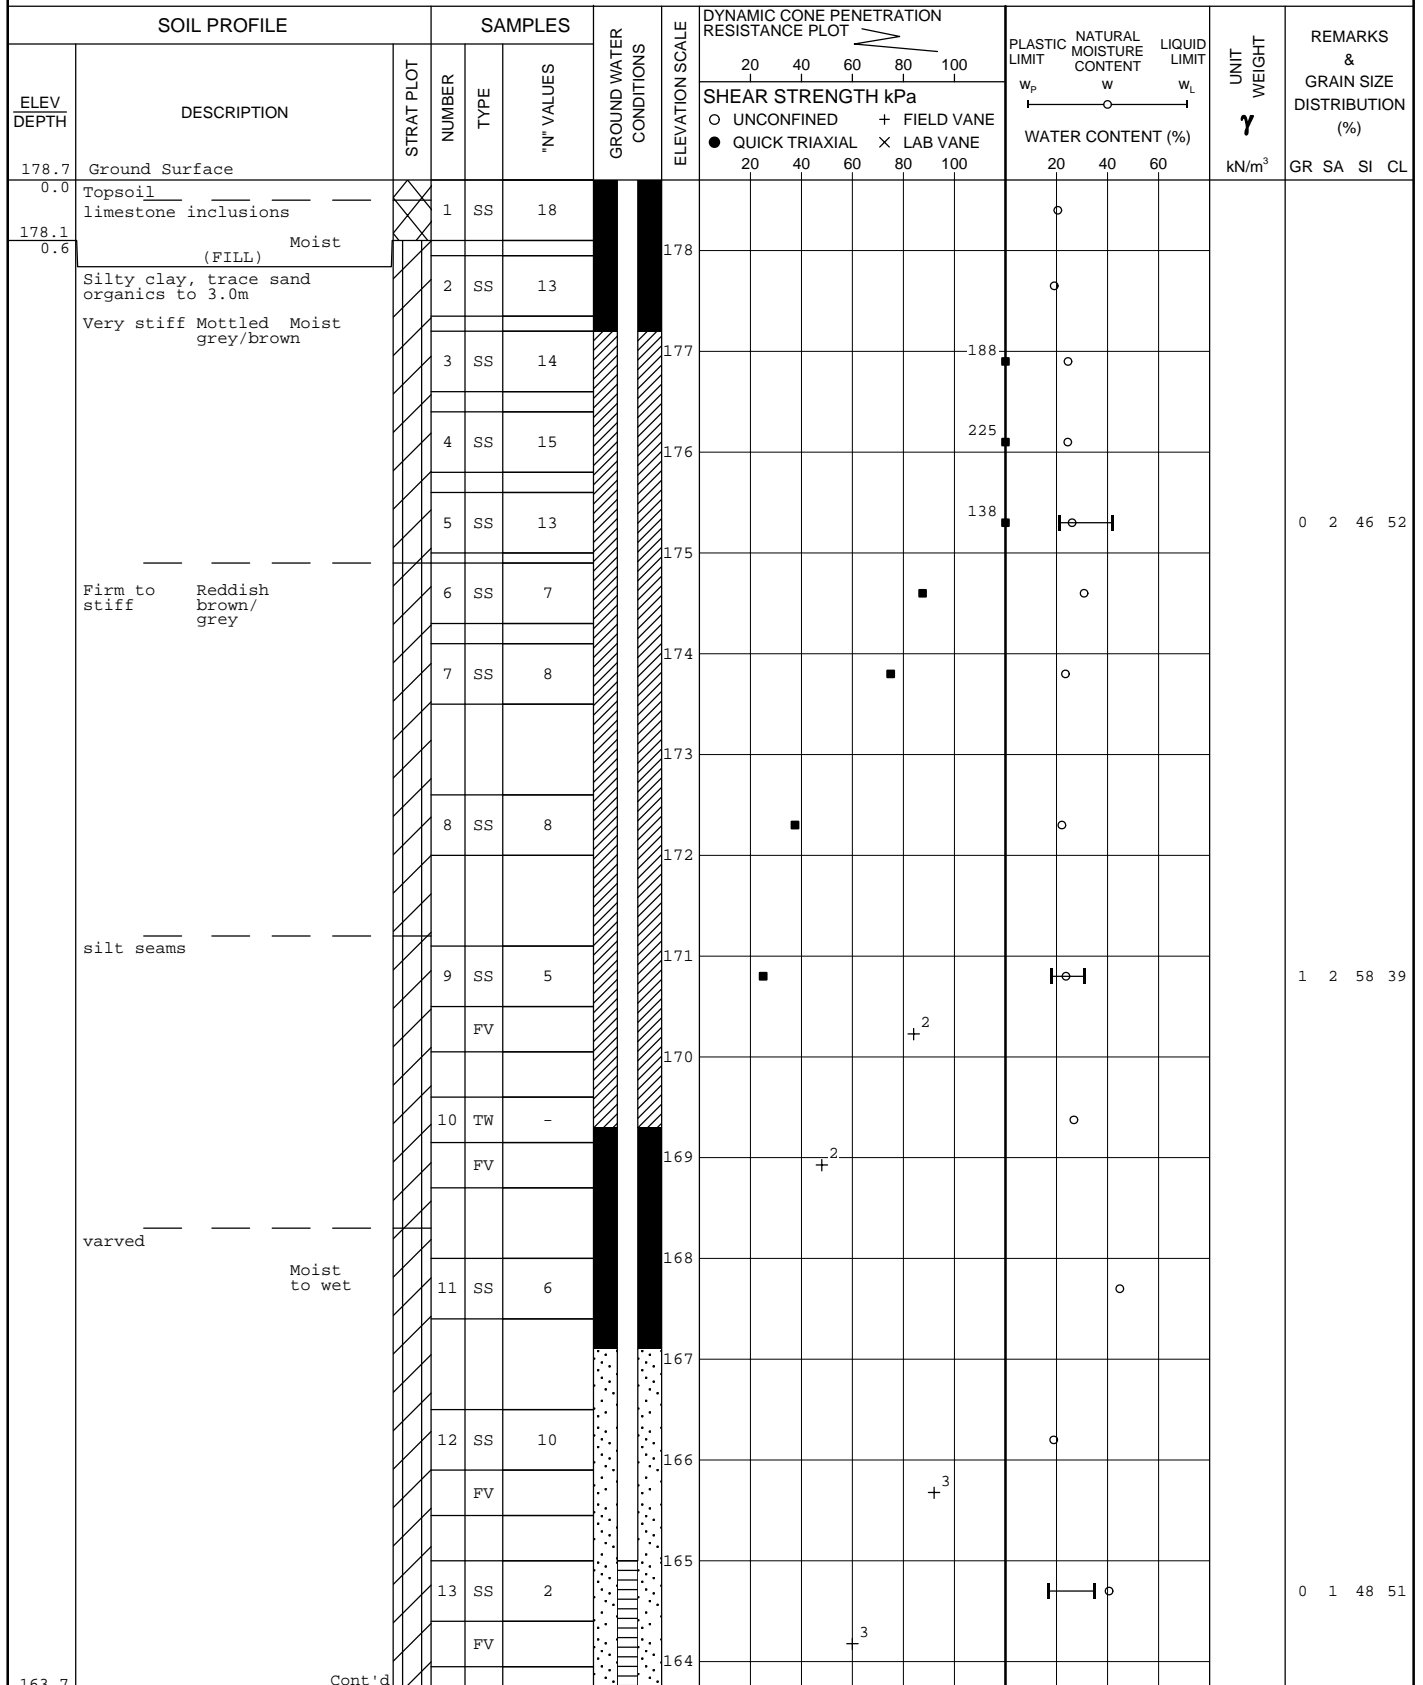 SOIL PROFILE
SAMPLES
GROUND WATER CONDITIONS
ELEVATION SCALE
DYNAMIC CONE PENETRATION
RESISTANCE PLOT
20 40 60 80 100
SHEAR STRENGTH kPa
○ UNCONFINED + FIELD VANE
● QUICK TRIAXIAL × LAB VANE
20 40 60 80 100
PLASTIC LIMIT
NATURAL MOISTURE CONTENT
LIQUID LIMIT
WP W WL
WATER CONTENT (%)
20 40 60
UNIT WEIGHT
γ
kN/m³
REMARKS
&
GRAIN SIZE
DISTRIBUTION
(%)
GR SA SI CL
ELEV
DEPTH
DESCRIPTION
STRAT PLOT
NUMBER
TYPE
"N" VALUES
178.7 Ground Surface
0.0 Topsoil
limestone inclusions
1 SS 18
178.1
0.6
Moist
(FILL)
178
Silty clay, trace sand
organics to 3.0m
2 SS 13
Very stiff Mottled Moist
grey/brown
177
188
3 SS 14
225
4 SS 15
176
138
5 SS 13
0 2 46 52
175
Firm to Reddish
stiff brown/
grey
6 SS 7
174
7 SS 8
173
8 SS 8
172
silt seams
171
9 SS 5
1 2 58 39
FV
2
170
10 TW -
169
2
FV
varved
168
Moist
to wet
11 SS 6
167
12 SS 10
166
3
FV
165
13 SS 2
0 1 48 51
3
FV
164
163.7
Cont'd